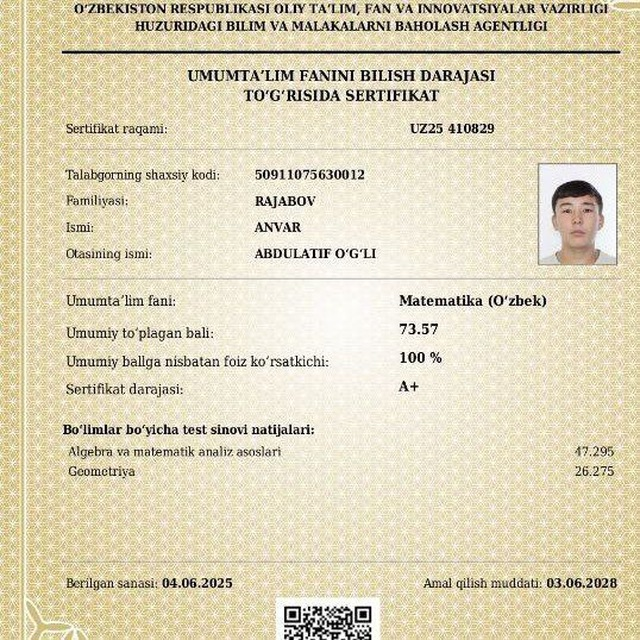 O‘ZBEKISTON RESPUBLIKASI OLIY TA’LIM, FAN VA INNOVATSIYALAR VAZIRLIGI
HUZURIDAGI BILIM VA MALAKALARNI BAHOLASH AGENTLIGI
UMUMTA’LIM FANINI BILISH DARAJASI
TO‘G‘RISIDA SERTIFIKAT
Sertifikat raqami: UZ25 410829
Talabgorning shaxsiy kodi: 50911075630012
Familiyasi: RAJABOV
Ismi: ANVAR
Otasining ismi: ABDULATIF O‘G‘LI
Umumta’lim fani: Matematika (O‘zbek)
Umumiy to‘plagan bali: 73.57
Umumiy ballga nisbatan foiz ko‘rsatkichi: 100 %
Sertifikat darajasi: A+
Bo‘limlar bo‘yicha test sinovi natijalari:
Algebra va matematik analiz asoslari 47.295
Geometriya 26.275
Berilgan sanasi: 04.06.2025 Amal qilish muddati: 03.06.2028